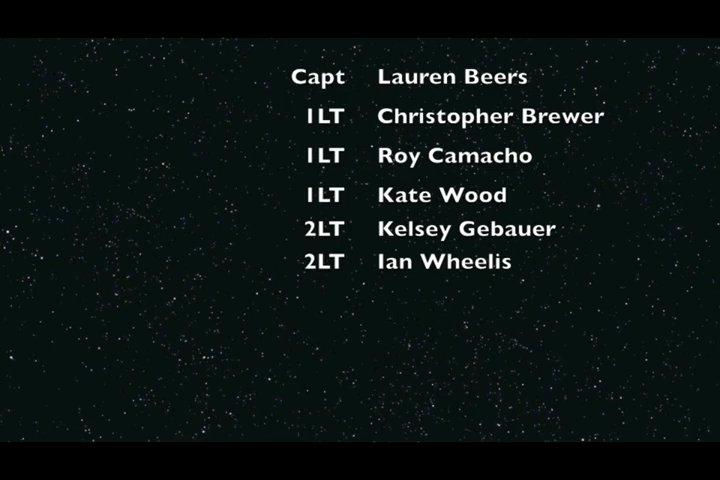 Capt Lauren Beers
1LT Christopher Brewer
1LT Roy Camacho
1LT Kate Wood
2LT Kelsey Gebauer
2LT Ian Wheelis